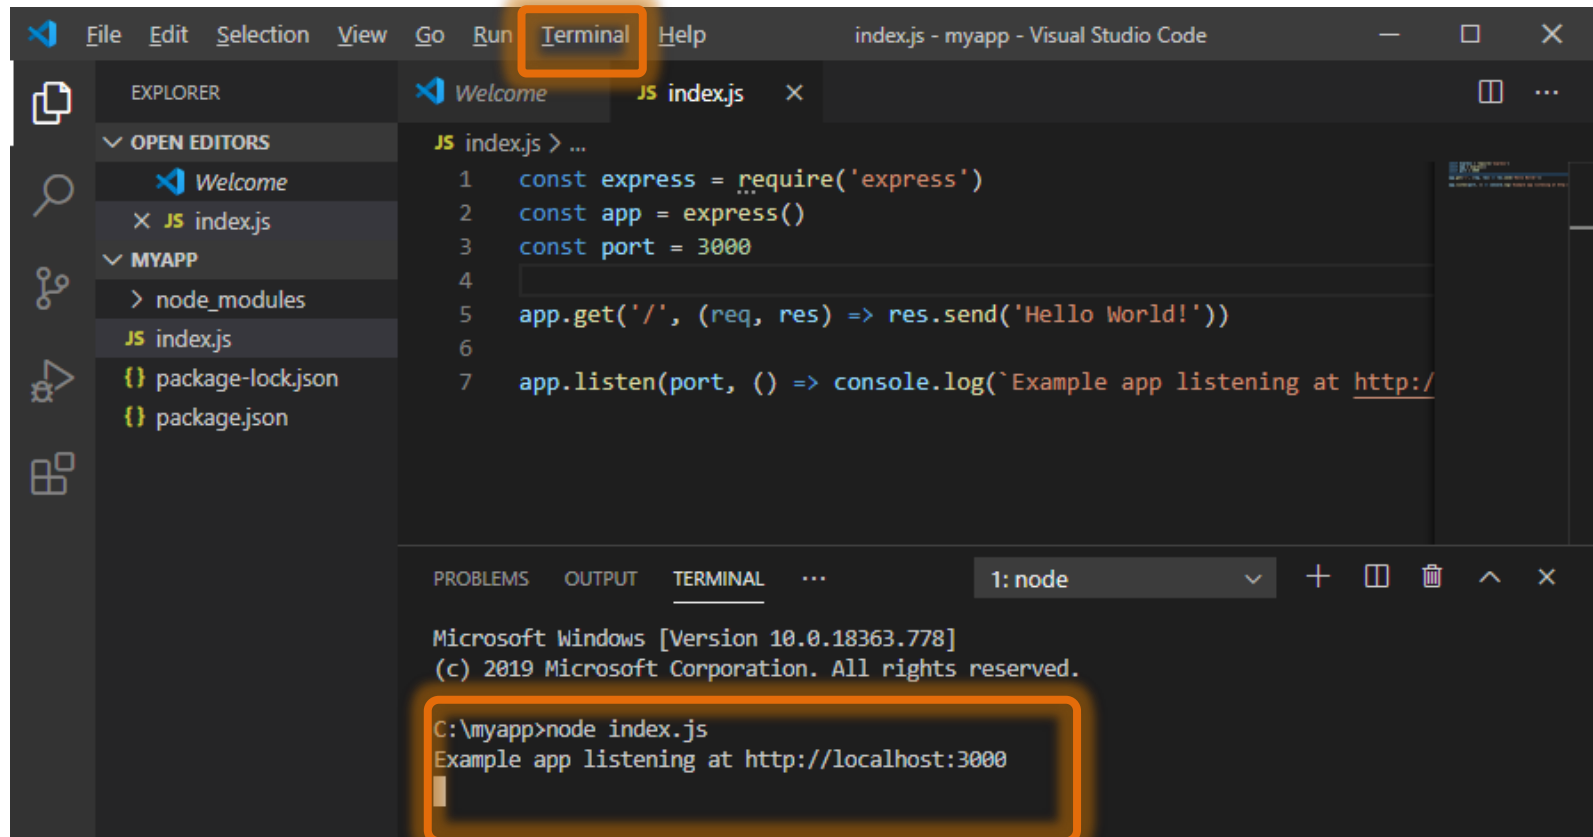 File Edit Selection View Go Run Terminal Help index.js - myapp - Visual Studio Code
EXPLORER
OPEN EDITORS
Welcome
JS index.js
MYAPP
node_modules
JS index.js
{} package-lock.json
{} package.json
Welcome JS index.js
JS index.js > ...
1 const express = require('express')
2 const app = express()
3 const port = 3000
4
5 app.get('/', (req, res) => res.send('Hello World!'))
6
7 app.listen(port, () => console.log(`Example app listening at http:/
PROBLEMS OUTPUT TERMINAL ... 1: node
Microsoft Windows [Version 10.0.18363.778]
(c) 2019 Microsoft Corporation. All rights reserved.
C:\myapp>node index.js
Example app listening at http://localhost:3000